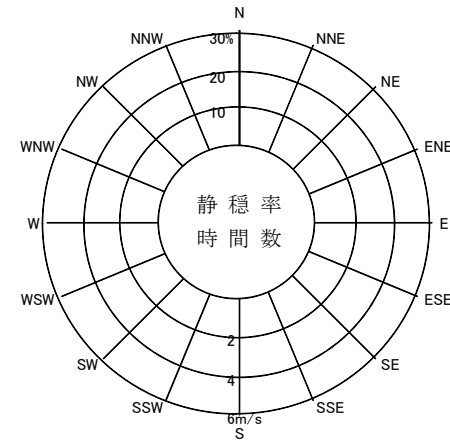 N
NNW 30% NNE
NW 20 NE
10
WNW ENE
静穏率
W E
時間数
WSW ESE
2
SW 4 SE
SSW 6m/s SSE
S